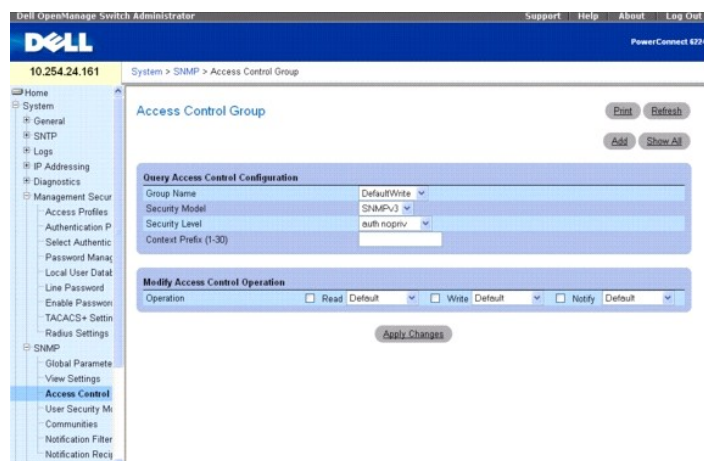 Dell OpenManage Switch Administrator
Support Help About Log Out
DELL
PowerConnect 622
10.254.24.161
System > SNMP > Access Control Group
Home
System
General
SNTP
Logs
IP Addressing
Diagnostics
Management Secur
Access Profiles
Authentication P
Select Authentic
Password Manag
Local User Datab
Line Password
Enable Passwor
TACACS+ Settin
Radius Settings
SNMP
Global Paramete
View Settings
Access Control
User Security Mo
Communities
Notification Filter
Notification Recip
Access Control Group
Print Refresh
Add Show All
Query Access Control Configuration
Group Name DefaultWrite
Security Model SNMPv3
Security Level auth nopriv
Context Prefix (1-30)
Modify Access Control Operation
Operation Read Default Write Default Notify Default
Apply Changes